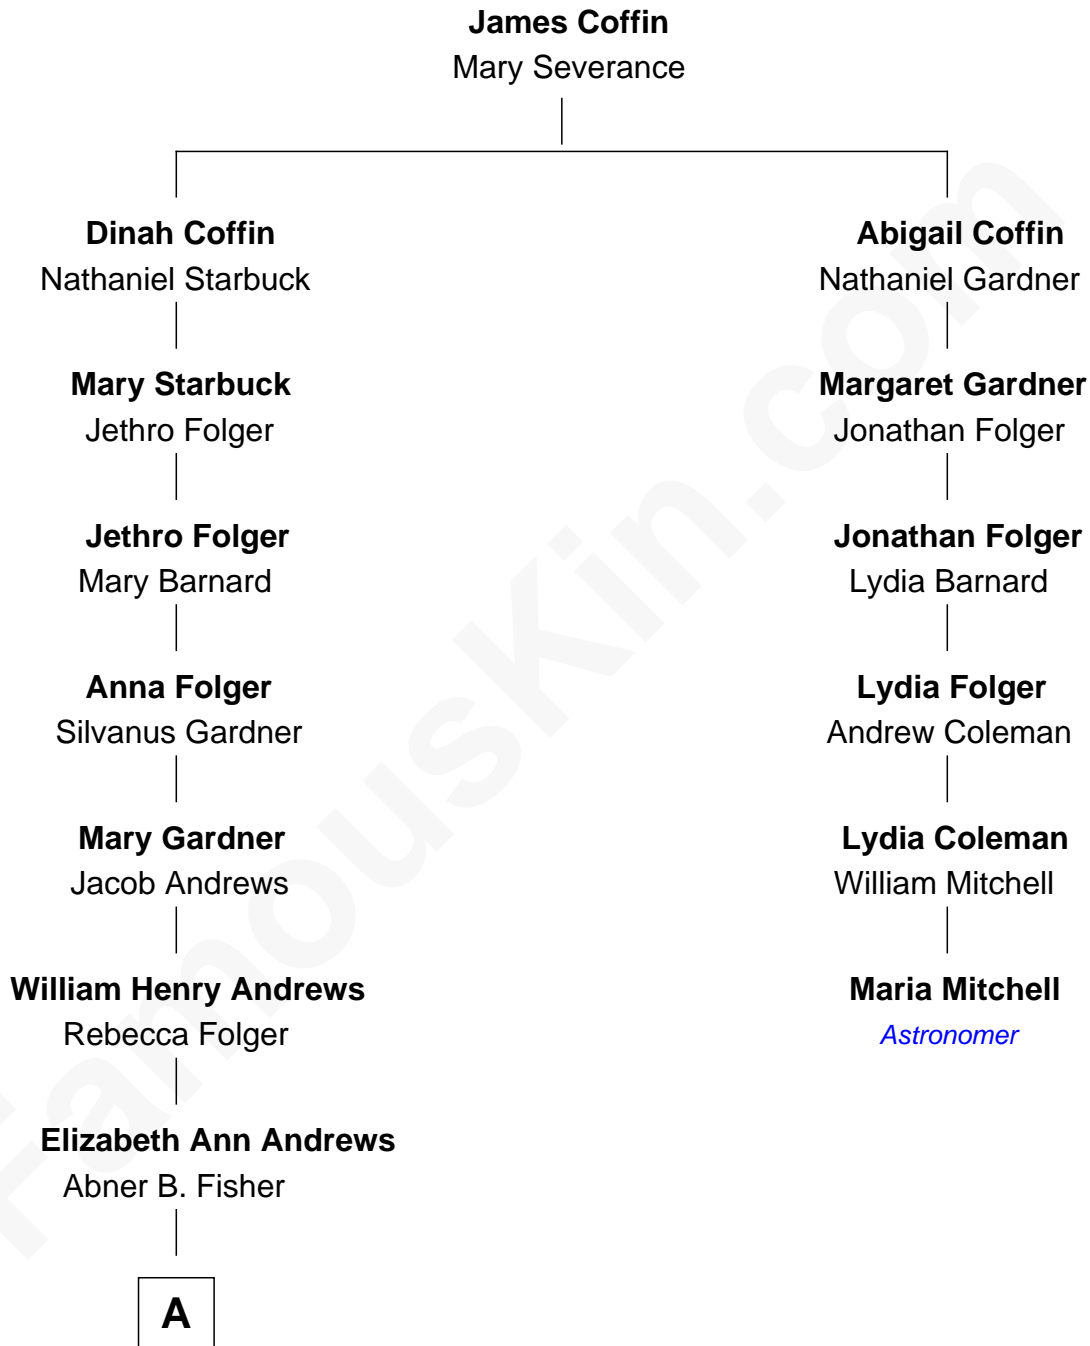 James Coffin
Mary Severance
Dinah Coffin
Nathaniel Starbuck
Abigail Coffin
Nathaniel Gardner
Mary Starbuck
Jethro Folger
Margaret Gardner
Jonathan Folger
Jethro Folger
Mary Barnard
Jonathan Folger
Lydia Barnard
Anna Folger
Silvanus Gardner
Lydia Folger
Andrew Coleman
Mary Gardner
Jacob Andrews
Lydia Coleman
William Mitchell
William Henry Andrews
Rebecca Folger
Maria Mitchell
Astronomer
Elizabeth Ann Andrews
Abner B. Fisher
A
FamousKin.com